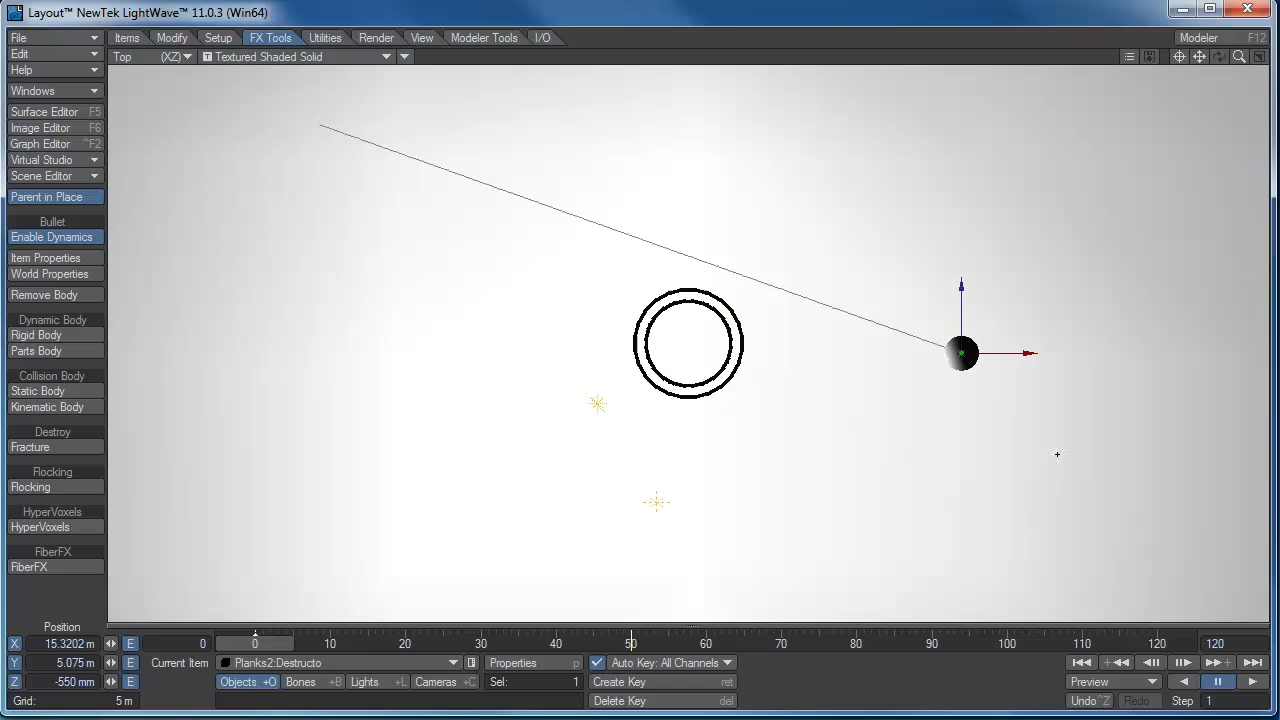 Layout™ NewTek LightWave™ 11.0.3 (Win64)
File Items Modify Setup FX Tools Utilities Render View Modeler Tools I/O Modeler F12
Edit Top (XZ) T Textured Shaded Solid
Help
Windows
Surface Editor F5
Image Editor F6
Graph Editor ^F2
Virtual Studio
Scene Editor
Parent in Place
Bullet
Enable Dynamics
Item Properties
World Properties
Remove Body
Dynamic Body
Rigid Body
Parts Body
Collision Body
Static Body
Kinematic Body
Destroy
Fracture
Flocking
Flocking
HyperVoxels
HyperVoxels
FiberFX
FiberFX
Position
X 15.3202 m E 0 0 10 20 30 40 50 60 70 80 90 100 110 120 120
Y 5.075 m E Current Item Planks2:Destructo Properties p Auto Key: All Channels
Z -550 mm E Objects +O Bones +B Lights +L Cameras +C Sel: 1 Create Key ret Preview
Grid: 5 m Delete Key del Undo ^Z Redo Step 1